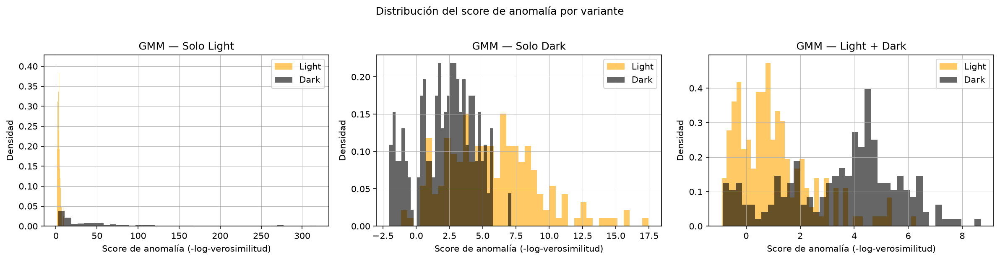 Distribución del score de anomalía por variante
GMM — Solo Light
Densidad
0.40
0.35
0.30
0.25
0.20
0.15
0.10
0.05
0.00
0 50 100 150 200 250 300
Score de anomalía (-log-verosimilitud)
Light
Dark
GMM — Solo Dark
Densidad
0.20
0.15
0.10
0.05
0.00
−2.5 0.0 2.5 5.0 7.5 10.0 12.5 15.0 17.5
Score de anomalía (-log-verosimilitud)
Light
Dark
GMM — Light + Dark
Densidad
0.4
0.3
0.2
0.1
0.0
0 2 4 6 8
Score de anomalía (-log-verosimilitud)
Light
Dark